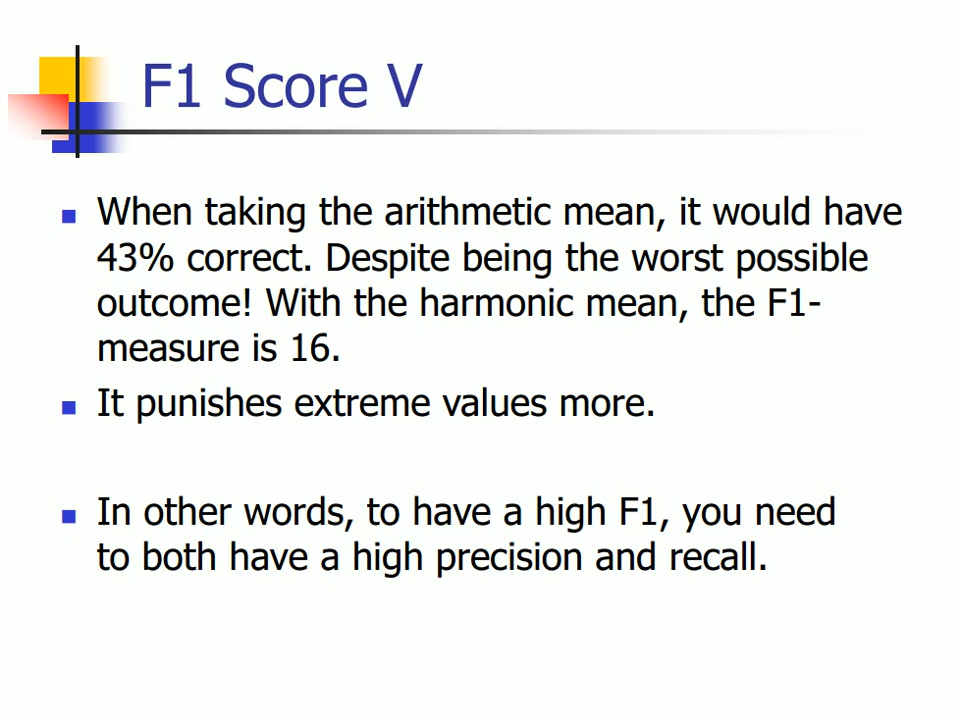 F1 Score V
When taking the arithmetic mean, it would have
43% correct. Despite being the worst possible
outcome! With the harmonic mean, the F1-
measure is 16.
It punishes extreme values more.
In other words, to have a high F1, you need
to both have a high precision and recall.